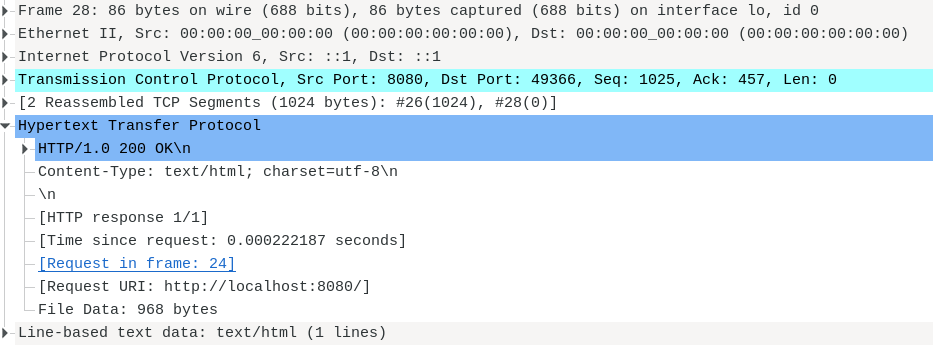 Frame 28: 86 bytes on wire (688 bits), 86 bytes captured (688 bits) on interface lo, id 0
Ethernet II, Src: 00:00:00_00:00:00 (00:00:00:00:00:00), Dst: 00:00:00_00:00:00 (00:00:00:00:00:00)
Internet Protocol Version 6, Src: ::1, Dst: ::1
Transmission Control Protocol, Src Port: 8080, Dst Port: 49366, Seq: 1025, Ack: 457, Len: 0
[2 Reassembled TCP Segments (1024 bytes): #26(1024), #28(0)]
Hypertext Transfer Protocol
HTTP/1.0 200 OK\n
Content-Type: text/html; charset=utf-8\n
\n
[HTTP response 1/1]
[Time since request: 0.000222187 seconds]
[Request in frame: 24]
[Request URI: http://localhost:8080/]
File Data: 968 bytes
Line-based text data: text/html (1 lines)